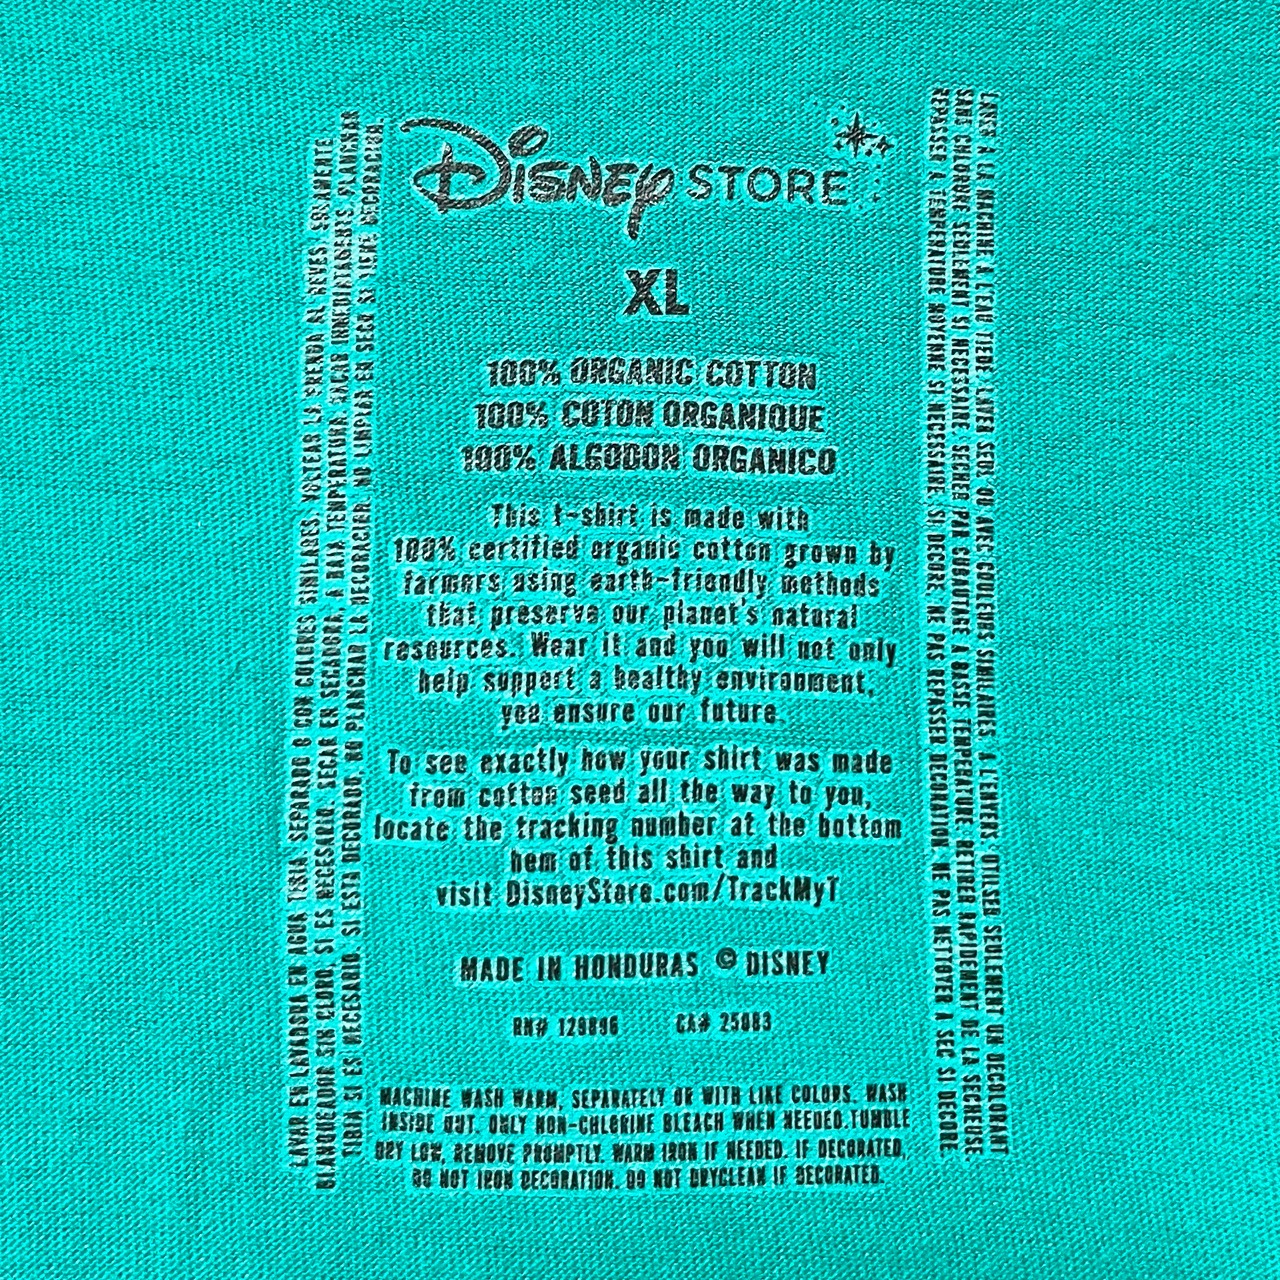 Disney STORE
XL
100% ORGANIC COTTON
100% COTON ORGANIQUE
100% ALGODON ORGANICO
This t-shirt is made with
100% certified organic cotton grown by
farmers using earth-friendly methods
that preserve our planet's natural
resources. Wear it and you will not only
help support a healthy environment,
you ensure our future.
To see exactly how your shirt was made
from cotton seed all the way to you,
locate the tracking number at the bottom
hem of this shirt and
visit DisneyStore.com/TrackMyT
MADE IN HONDURAS © DISNEY
RN# CA# 25083
MACHINE WASH WARM, SEPARATELY OR WITH LIKE COLORS. WASH
INSIDE OUT. ONLY NON-CHLORINE BLEACH WHEN NEEDED.TUMBLE
DRY LOW, REMOVE PROMPTLY. WARM IRON IF NEEDED. IF DECORATED,
DO NOT IRON DECORATION. DO NOT DRYCLEAN IF DECORATED.
LAVAR EN LAVADORA EN AGUA TIBIA, SEPARADO O CON COLORES SIMILARES, VOLTEAR LA PRENDA AL REVES. SOLAMENTE
BLANQUEADOR SIN CLORO, SI ES NECESARIO. SECAR EN SECADORA, A BAJA TEMPERATURA. SACAR INMEDIATAMENTE. PLANCHAR
TIBIA SI ES NECESARIO. SI ESTA DECORADO, NO PLANCHAR LA DECORACION. NO LIMPIAR EN SECO SI TIENE DECORACION.
LAVER A LA MACHINE A L'EAU TIEDE, LAVER SEUL OU AVEC COULEURS SIMILAIRES A L'ENVERS. UTILSER SEULEMENT UN DECOLORANT
SANS CHLORURE SEULEMENT SI NECESSAIRE. SECHER PAR CULBUTAGE A BASSE TEMPERATURE. RETIRER RAPIDEMENT DE LA SECHEUSE
REPASSER A TEMPERATURE MOYENNE SI NECESSAIRE. SI DECORE, NE PAS REPASSER DECORATION. NE PAS NETTOYER A SEC SI DECORE.